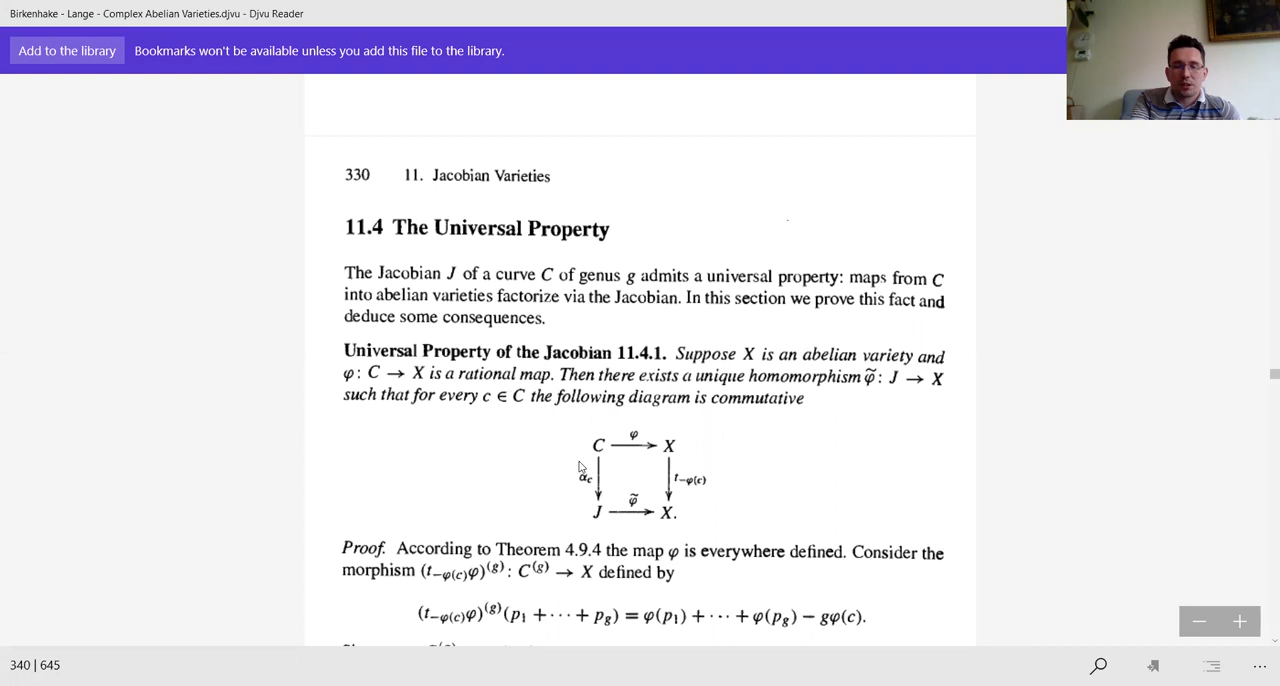 Birkenhake - Lange - Complex Abelian Varieties.djvu - Djvu Reader
Add to the library Bookmarks won't be available unless you add this file to the library.
330 11. Jacobian Varieties
11.4 The Universal Property
The Jacobian J of a curve C of genus g admits a universal property: maps from C
into abelian varieties factorize via the Jacobian. In this section we prove this fact and
deduce some consequences.
Universal Property of the Jacobian 11.4.1. Suppose X is an abelian variety and
φ: C → X is a rational map. Then there exists a unique homomorphism φ̃: J → X
such that for every c ∈ C the following diagram is commutative
φ
C → X
α_c t_{−φ(c)}
φ̃
J → X.
Proof. According to Theorem 4.9.4 the map φ is everywhere defined. Consider the
morphism (t_{−φ(c)}φ)^{(g)}: C^{(g)} → X defined by
(t_{−φ(c)}φ)^{(g)}(p₁ + ⋯ + p_g) = φ(p₁) + ⋯ + φ(p_g) − gφ(c).
340 | 645